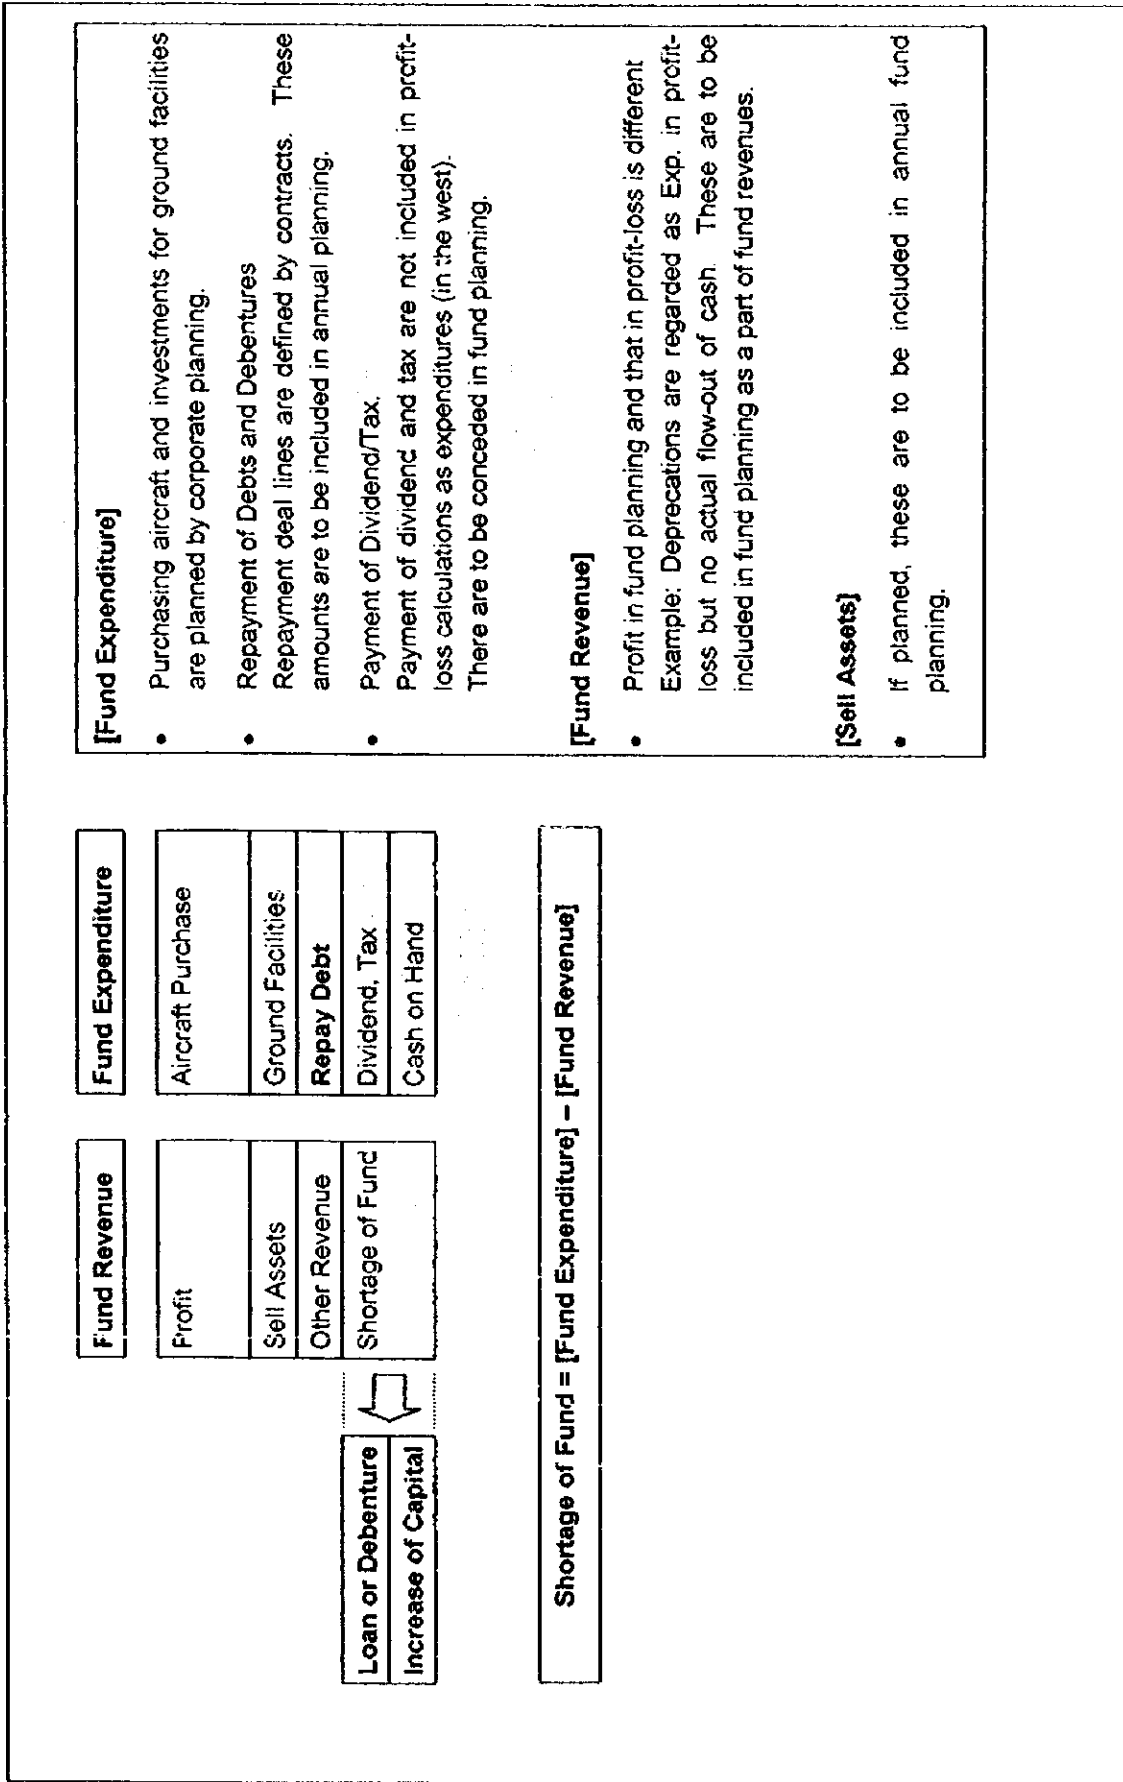 Fund Revenue
Fund Expenditure
Profit
Aircraft Purchase
Sell Assets
Ground Facilities
Other Revenue
Repay Debt
Loan or Debenture
Shortage of Fund
Dividend, Tax
Increase of Capital
Cash on Hand
Shortage of Fund = [Fund Expenditure] – [Fund Revenue]
[Fund Expenditure]
• Purchasing aircraft and investments for ground facilities
are planned by corporate planning.
• Repayment of Debts and Debentures
Repayment deal lines are defined by contracts. These
amounts are to be included in annual planning.
• Payment of Dividend/Tax.
Payment of dividend and tax are not included in profit-
loss calculations as expenditures (in the west).
There are to be conceded in fund planning.
[Fund Revenue]
• Profit in fund planning and that in profit-loss is different
Example: Deprecations are regarded as Exp. in profit-
loss but no actual flow-out of cash. These are to be
included in fund planning as a part of fund revenues.
[Sell Assets]
• If planned, these are to be included in annual fund
planning.